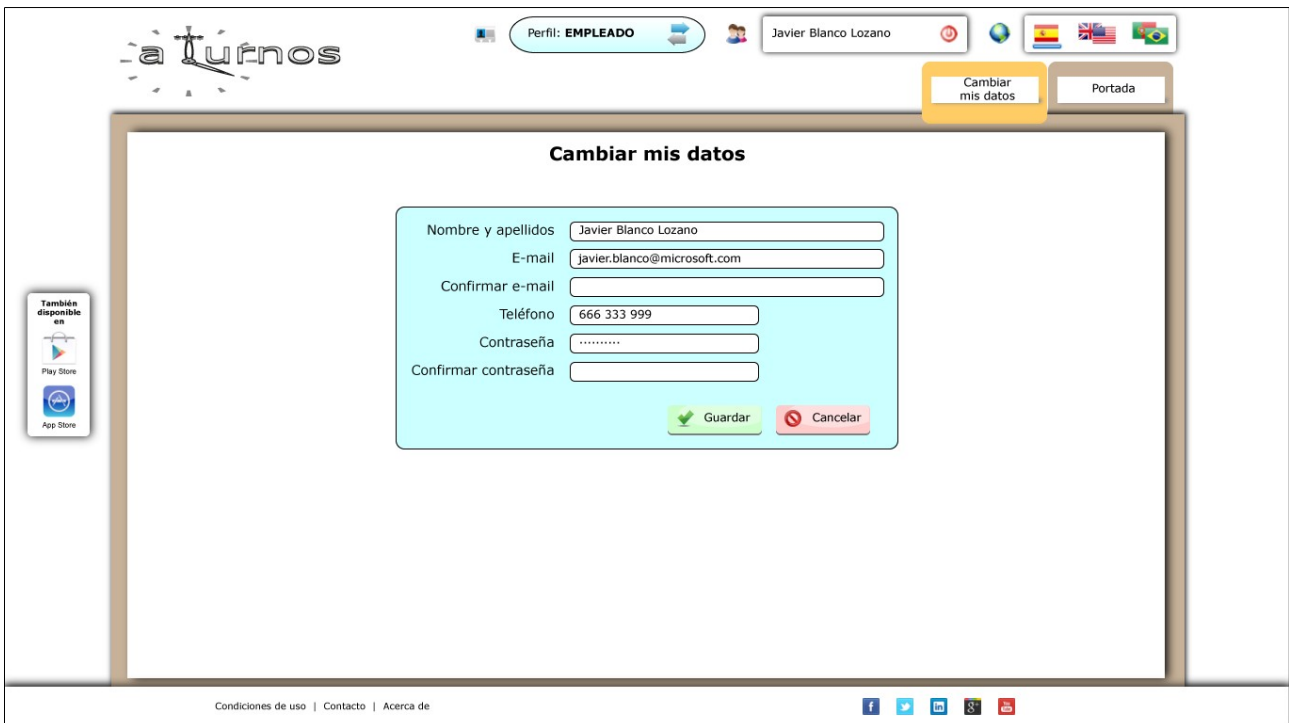 aTurnos
Perfil: EMPLEADO
Javier Blanco Lozano
Cambiar
mis datos
Portada
Cambiar mis datos
Nombre y apellidos
Javier Blanco Lozano
E-mail
javier.blanco@microsoft.com
Confirmar e-mail
Teléfono
666 333 999
Contraseña
··········
Confirmar contraseña
Guardar
Cancelar
También
disponible
en
Play Store
App Store
Condiciones de uso | Contacto | Acerca de